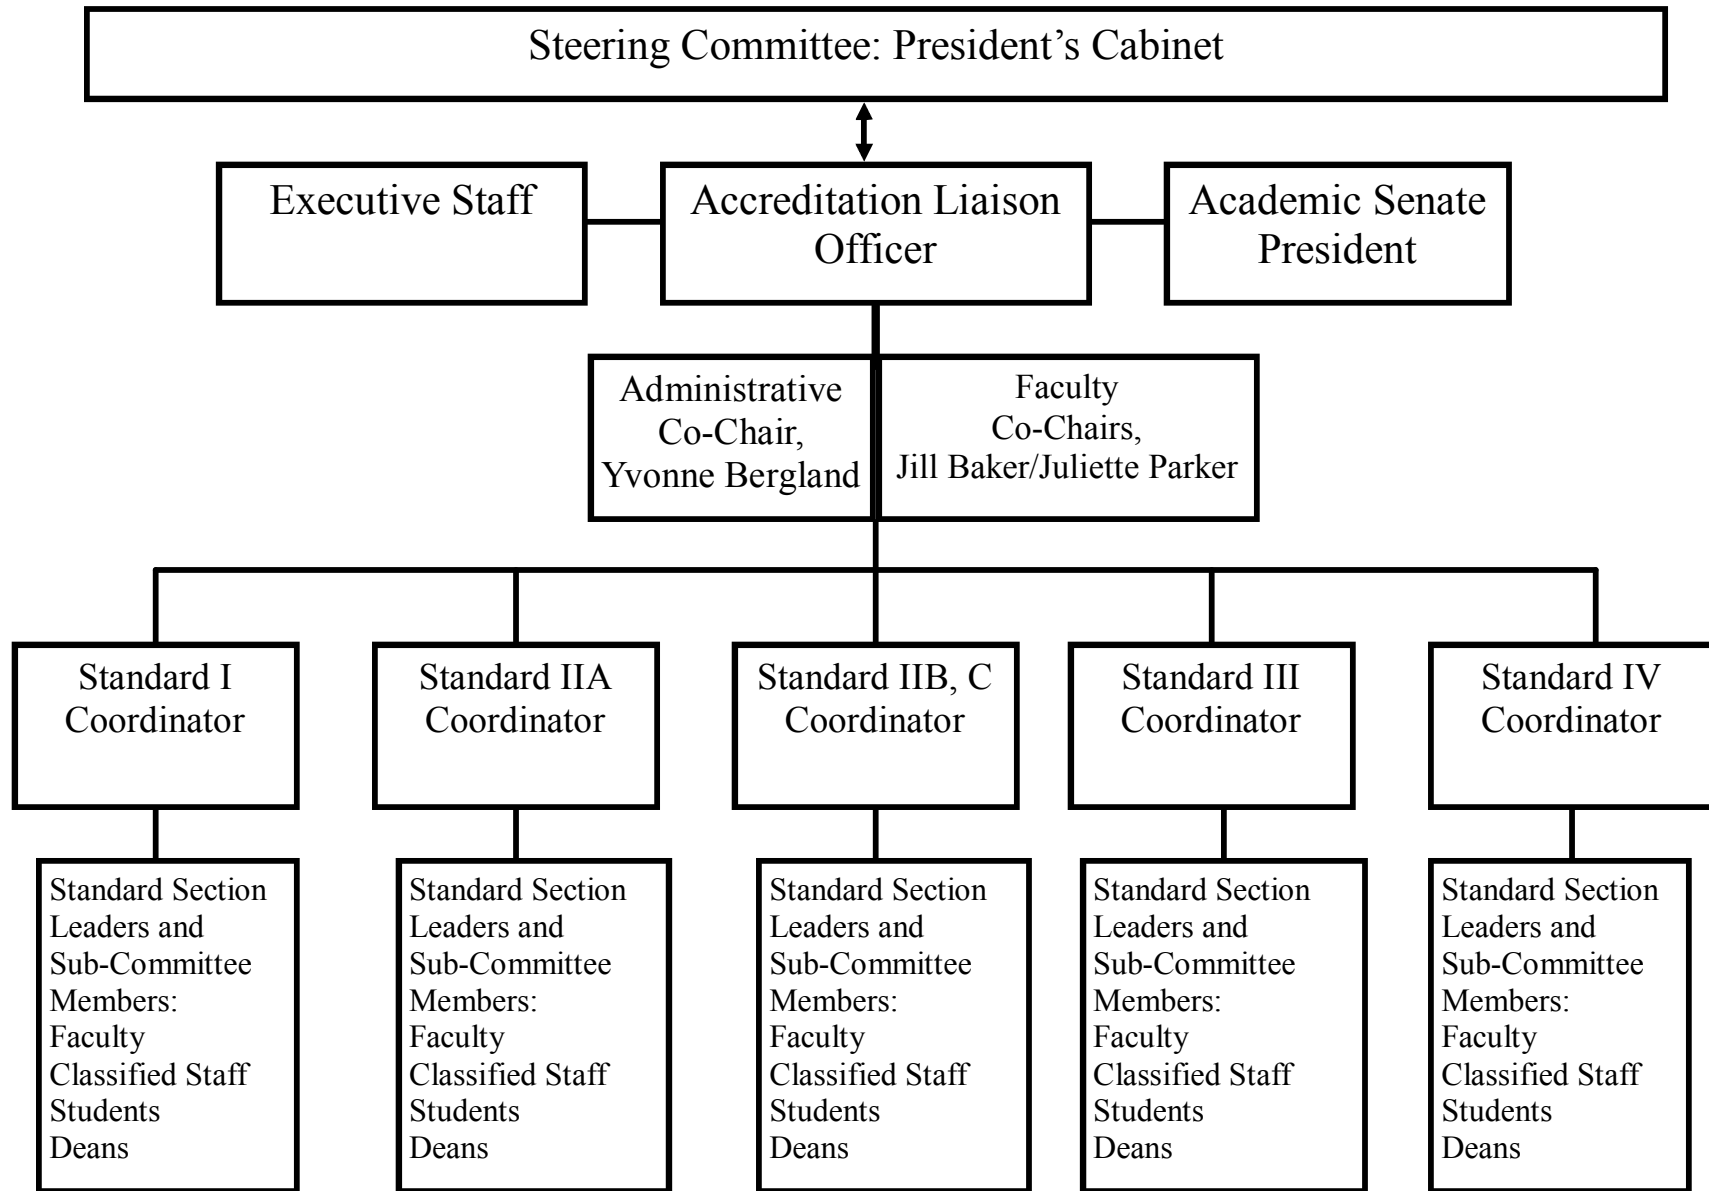 Steering Committee: President’s Cabinet
Executive Staff
Accreditation Liaison
Officer
Academic Senate
President
Administrative
Co-Chair,
Yvonne Bergland
Faculty
Co-Chairs,
Jill Baker/Juliette Parker
Standard I
Coordinator
Standard IIA
Coordinator
Standard IIB, C
Coordinator
Standard III
Coordinator
Standard IV
Coordinator
Standard Section
Leaders and
Sub-Committee
Members:
Faculty
Classified Staff
Students
Deans
Standard Section
Leaders and
Sub-Committee
Members:
Faculty
Classified Staff
Students
Deans
Standard Section
Leaders and
Sub-Committee
Members:
Faculty
Classified Staff
Students
Deans
Standard Section
Leaders and
Sub-Committee
Members:
Faculty
Classified Staff
Students
Deans
Standard Section
Leaders and
Sub-Committee
Members:
Faculty
Classified Staff
Students
Deans